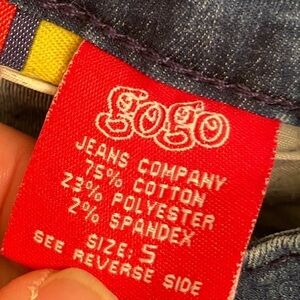 gogo
JEANS COMPANY
75% COTTON
23% POLYESTER
2% SPANDEX
SIZE: 5
SEE REVERSE SIDE